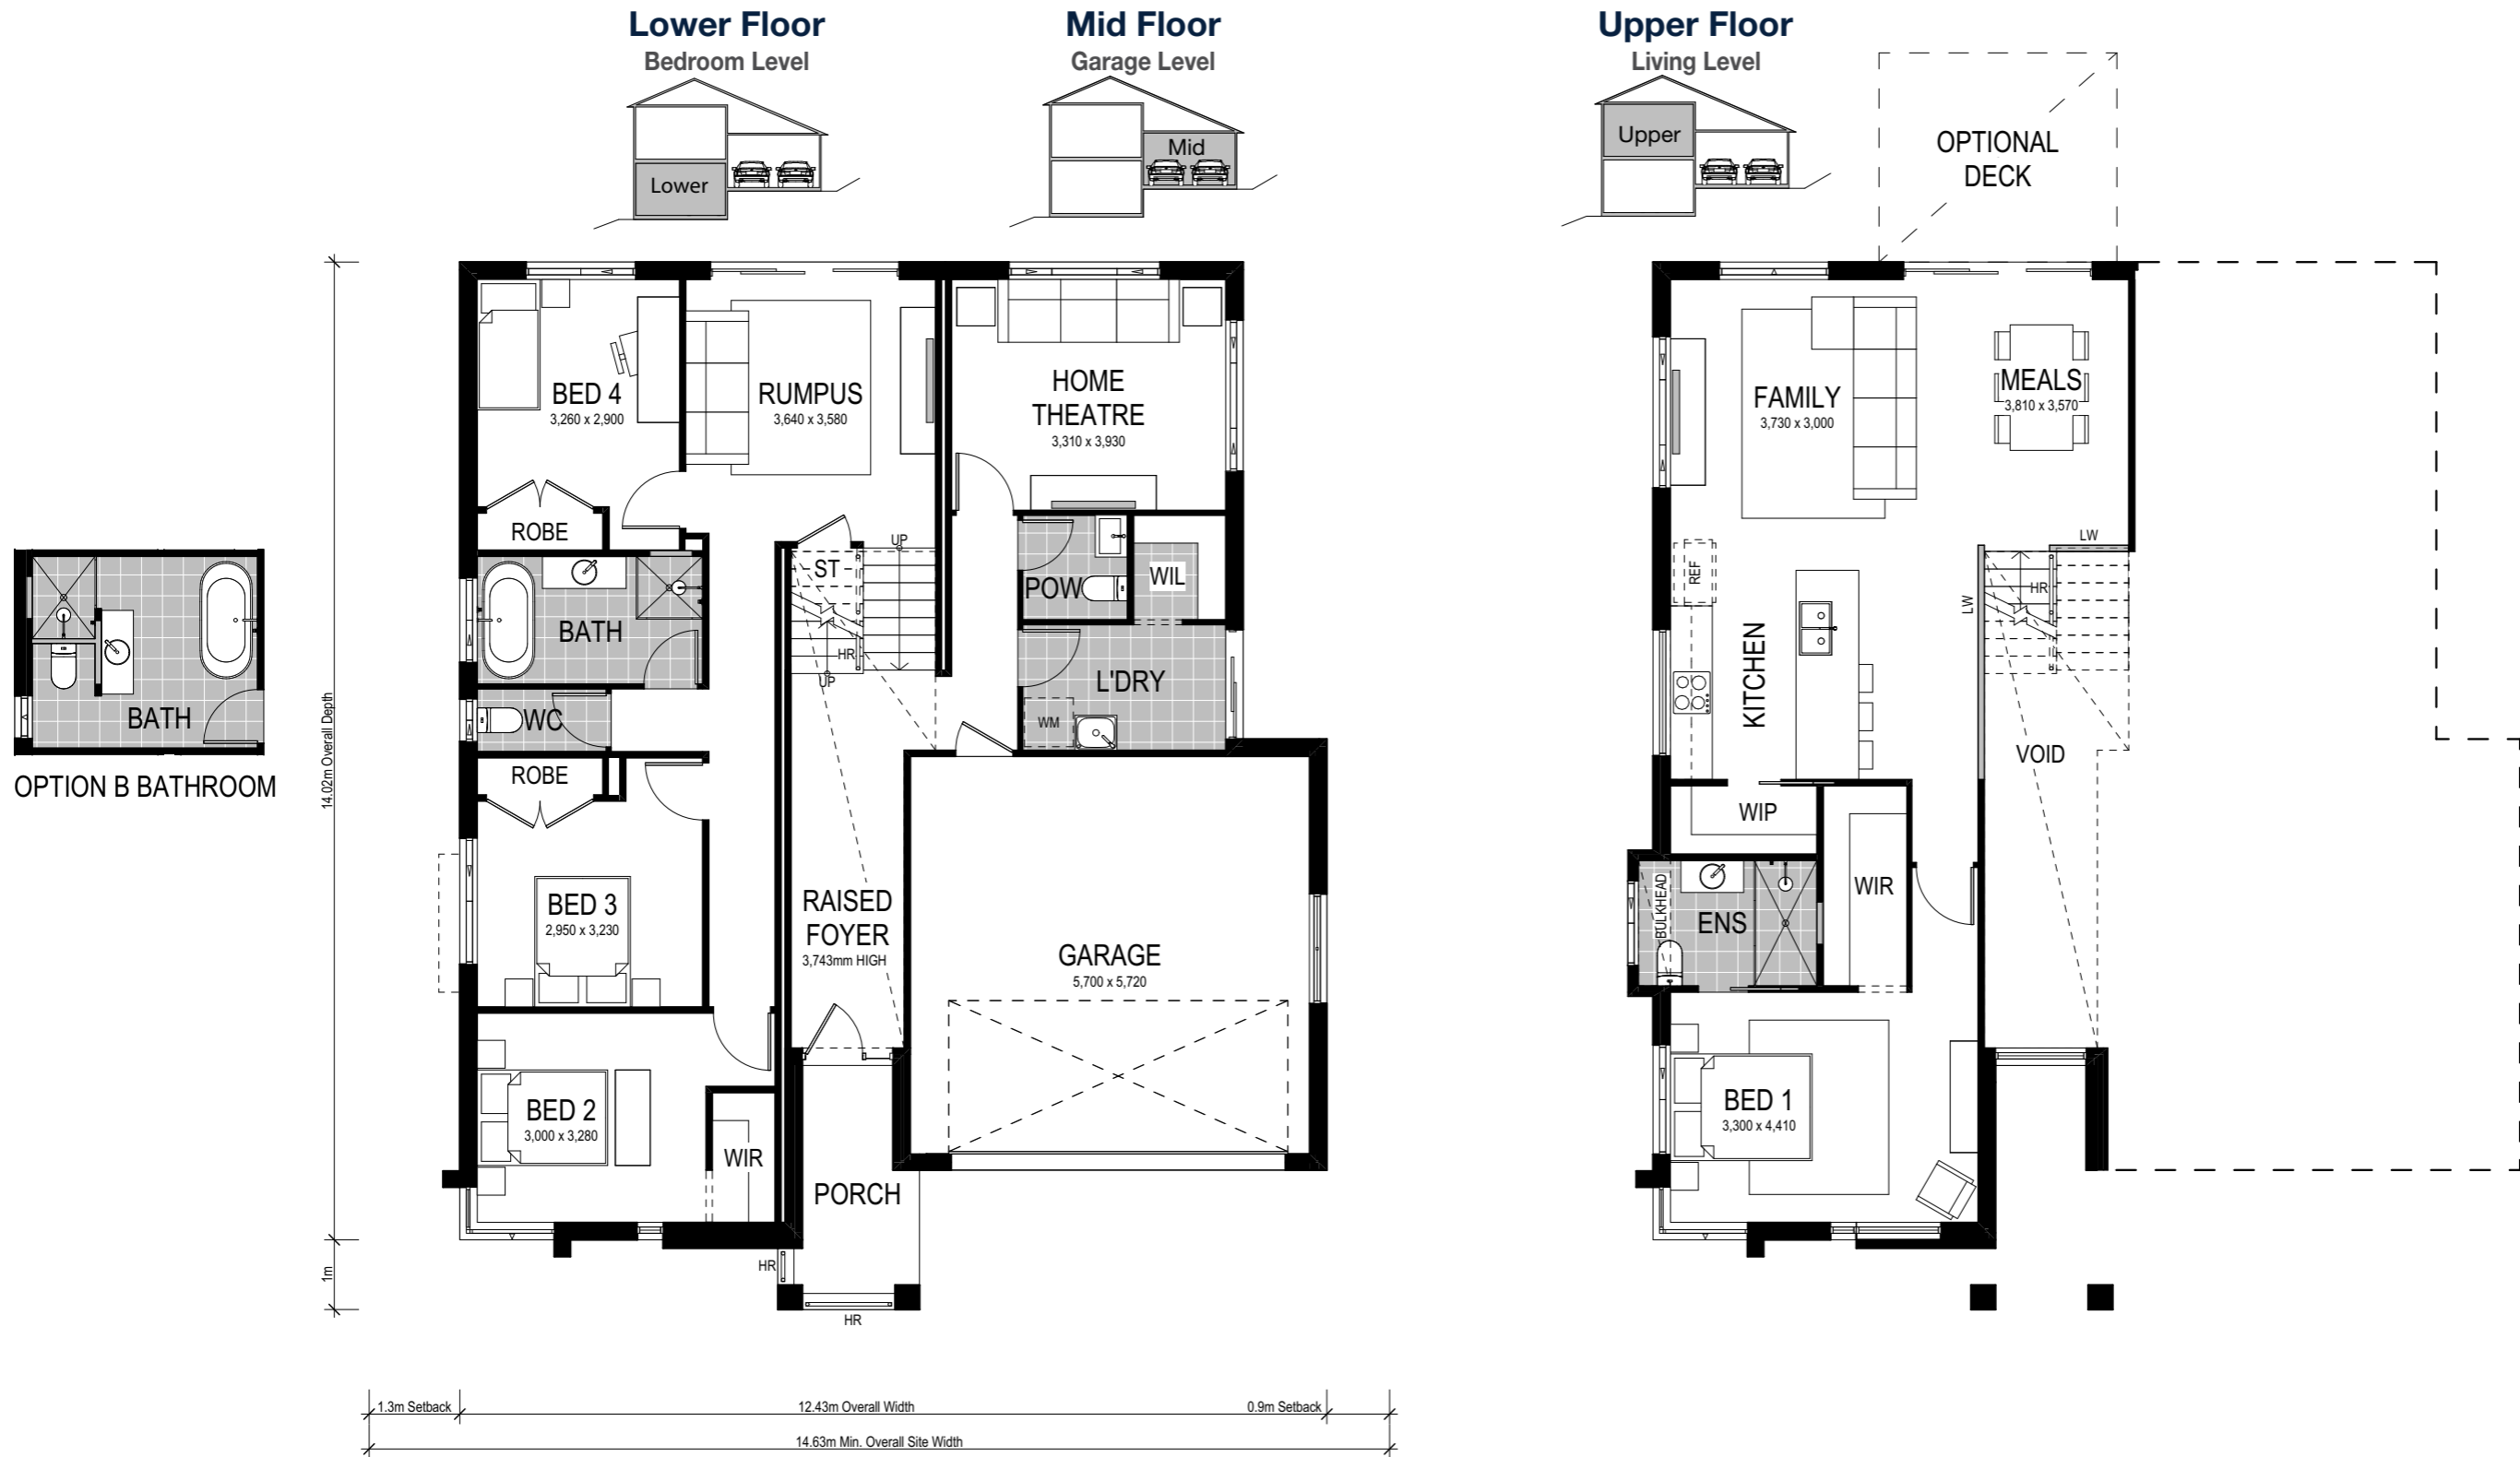 Lower Floor
Bedroom Level
Lower
Mid Floor
Garage Level
Mid
Upper Floor
Living Level
Upper
OPTIONAL
DECK
BED 4
3,260 x 2,900
RUMPUS
3,640 x 3,580
HOME
THEATRE
3,310 x 3,930
ROBE
ST
UP
POW
WIL
BATH
HR
UP
L'DRY
WM
WC
ROBE
BED 3
2,950 x 3,230
RAISED
FOYER
3,743mm HIGH
GARAGE
5,700 x 5,720
BED 2
3,000 x 3,280
WIR
PORCH
HR
HR
BATH
OPTION B BATHROOM
14.02m Overall Depth
1m
1.3m Setback
12.43m Overall Width
0.9m Setback
14.63m Min. Overall Site Width
FAMILY
3,730 x 3,000
MEALS
3,810 x 3,570
LW
REF
HR
LW
KITCHEN
VOID
WIP
BULKHEAD
ENS
WIR
BED 1
3,300 x 4,410